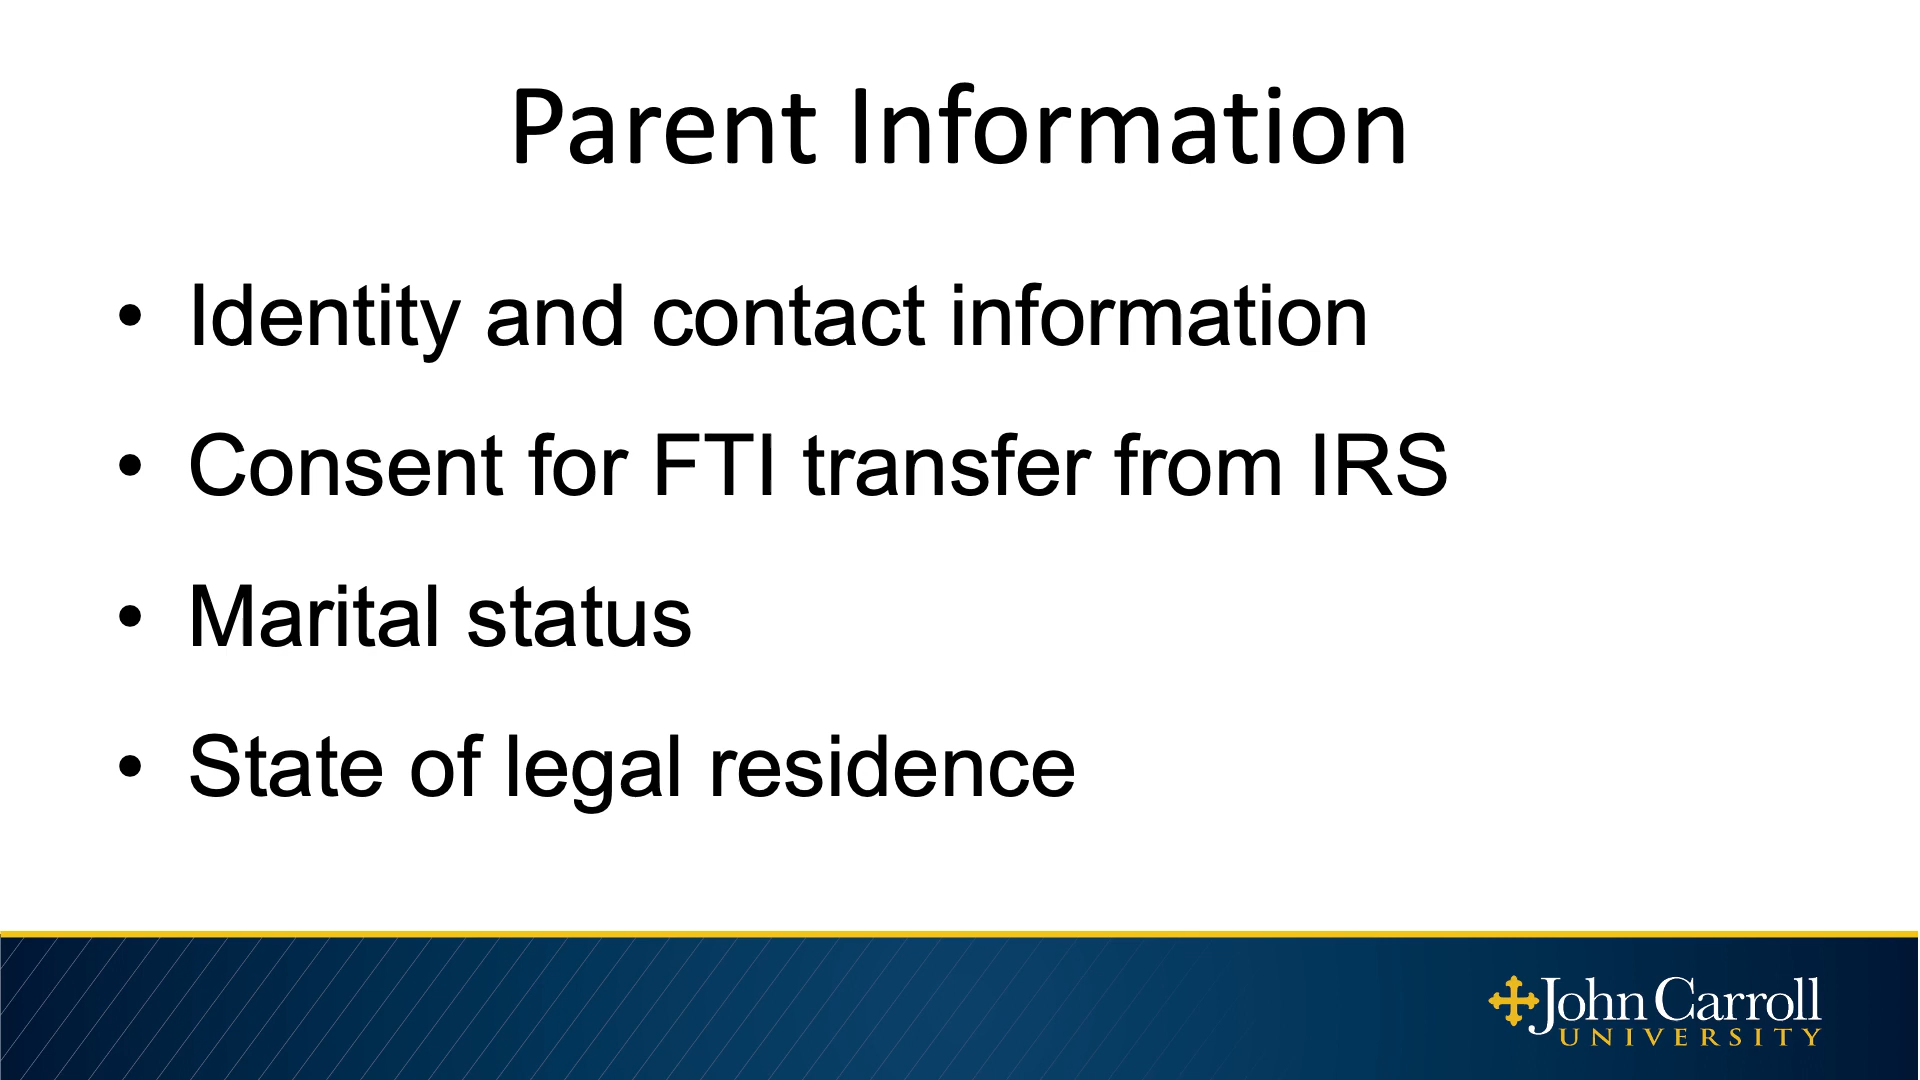 Parent Information
• Identity and contact information
• Consent for FTI transfer from IRS
• Marital status
• State of legal residence
John Carroll
UNIVERSITY